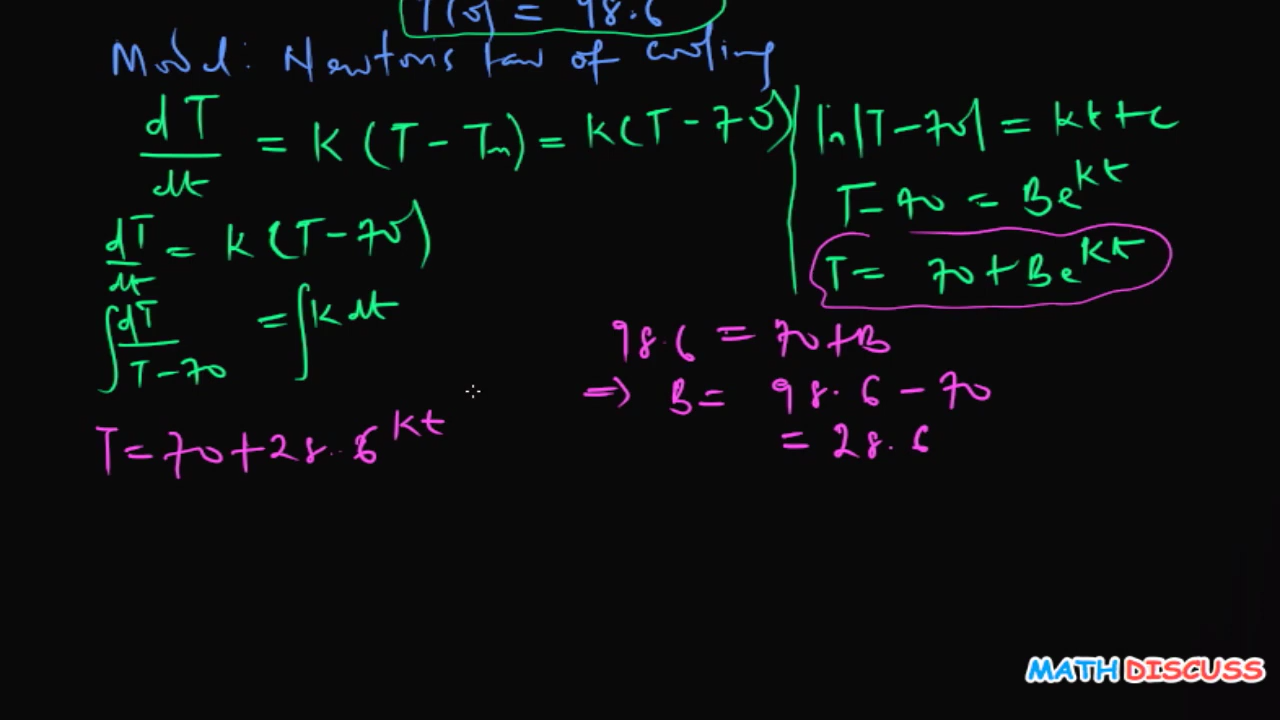 T(0) = 98.6
Model: Newtons law of cooling
dT/dt = K(T - Tm) = K(T - 70)
dT/dt = K(T - 70)
∫ dT/(T - 70) = ∫ K dt
ln|T - 70| = Kt + C
T - 70 = Be^{Kt}
T = 70 + Be^{Kt}
98.6 = 70 + B
⇒ B = 98.6 - 70
= 28.6
T = 70 + 28.6^{Kt}
MATH DISCUSS